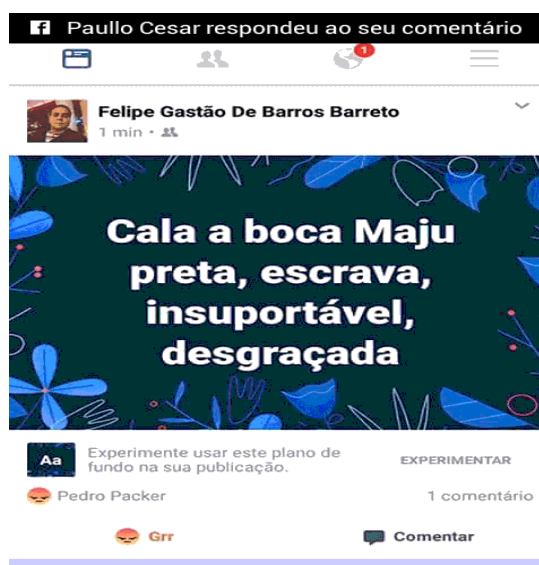 Paullo Cesar respondeu ao seu comentário
1
Felipe Gastão De Barros Barreto
1 min
Cala a boca Maju
preta, escrava,
insuportável,
desgraçada
Aa
Experimente usar este plano de
fundo na sua publicação.
EXPERIMENTAR
Pedro Packer
1 comentário
Grr
Comentar